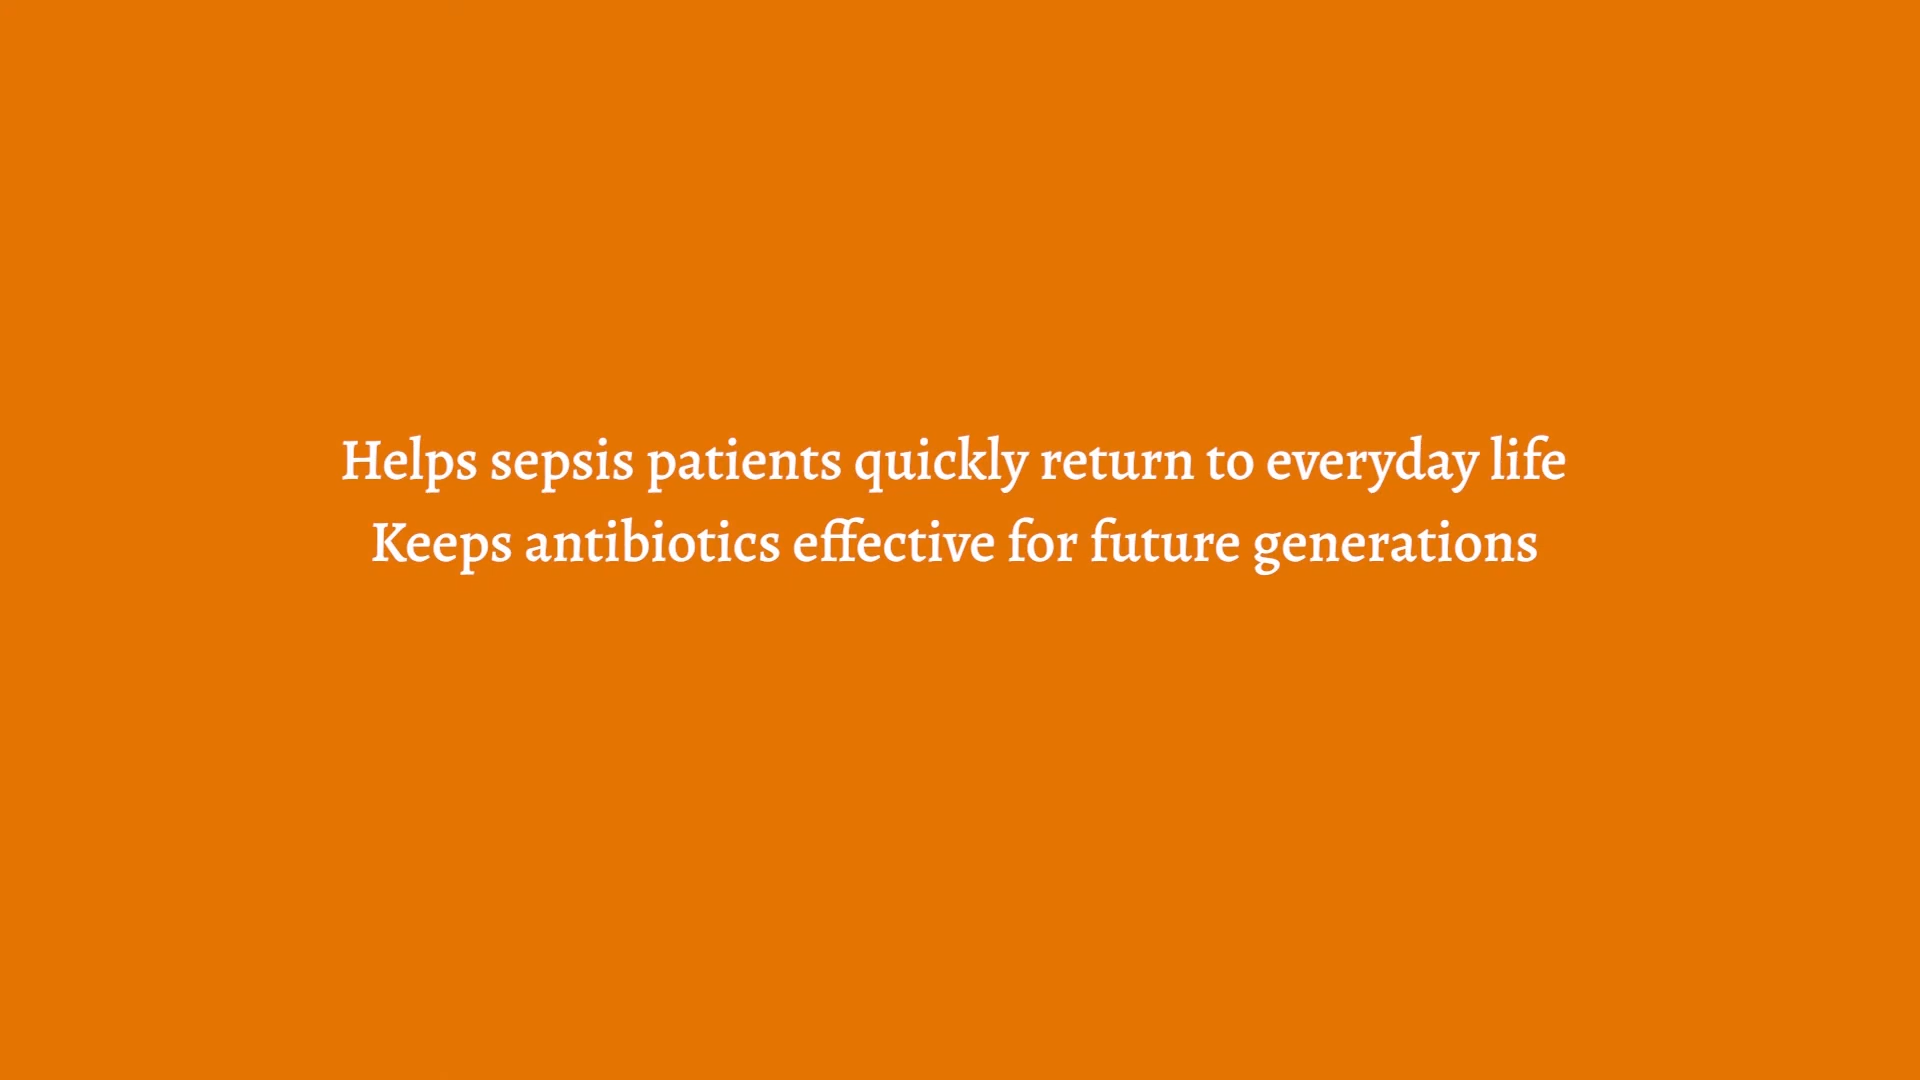 Helps sepsis patients quickly return to everyday life
Keeps antibiotics effective for future generations